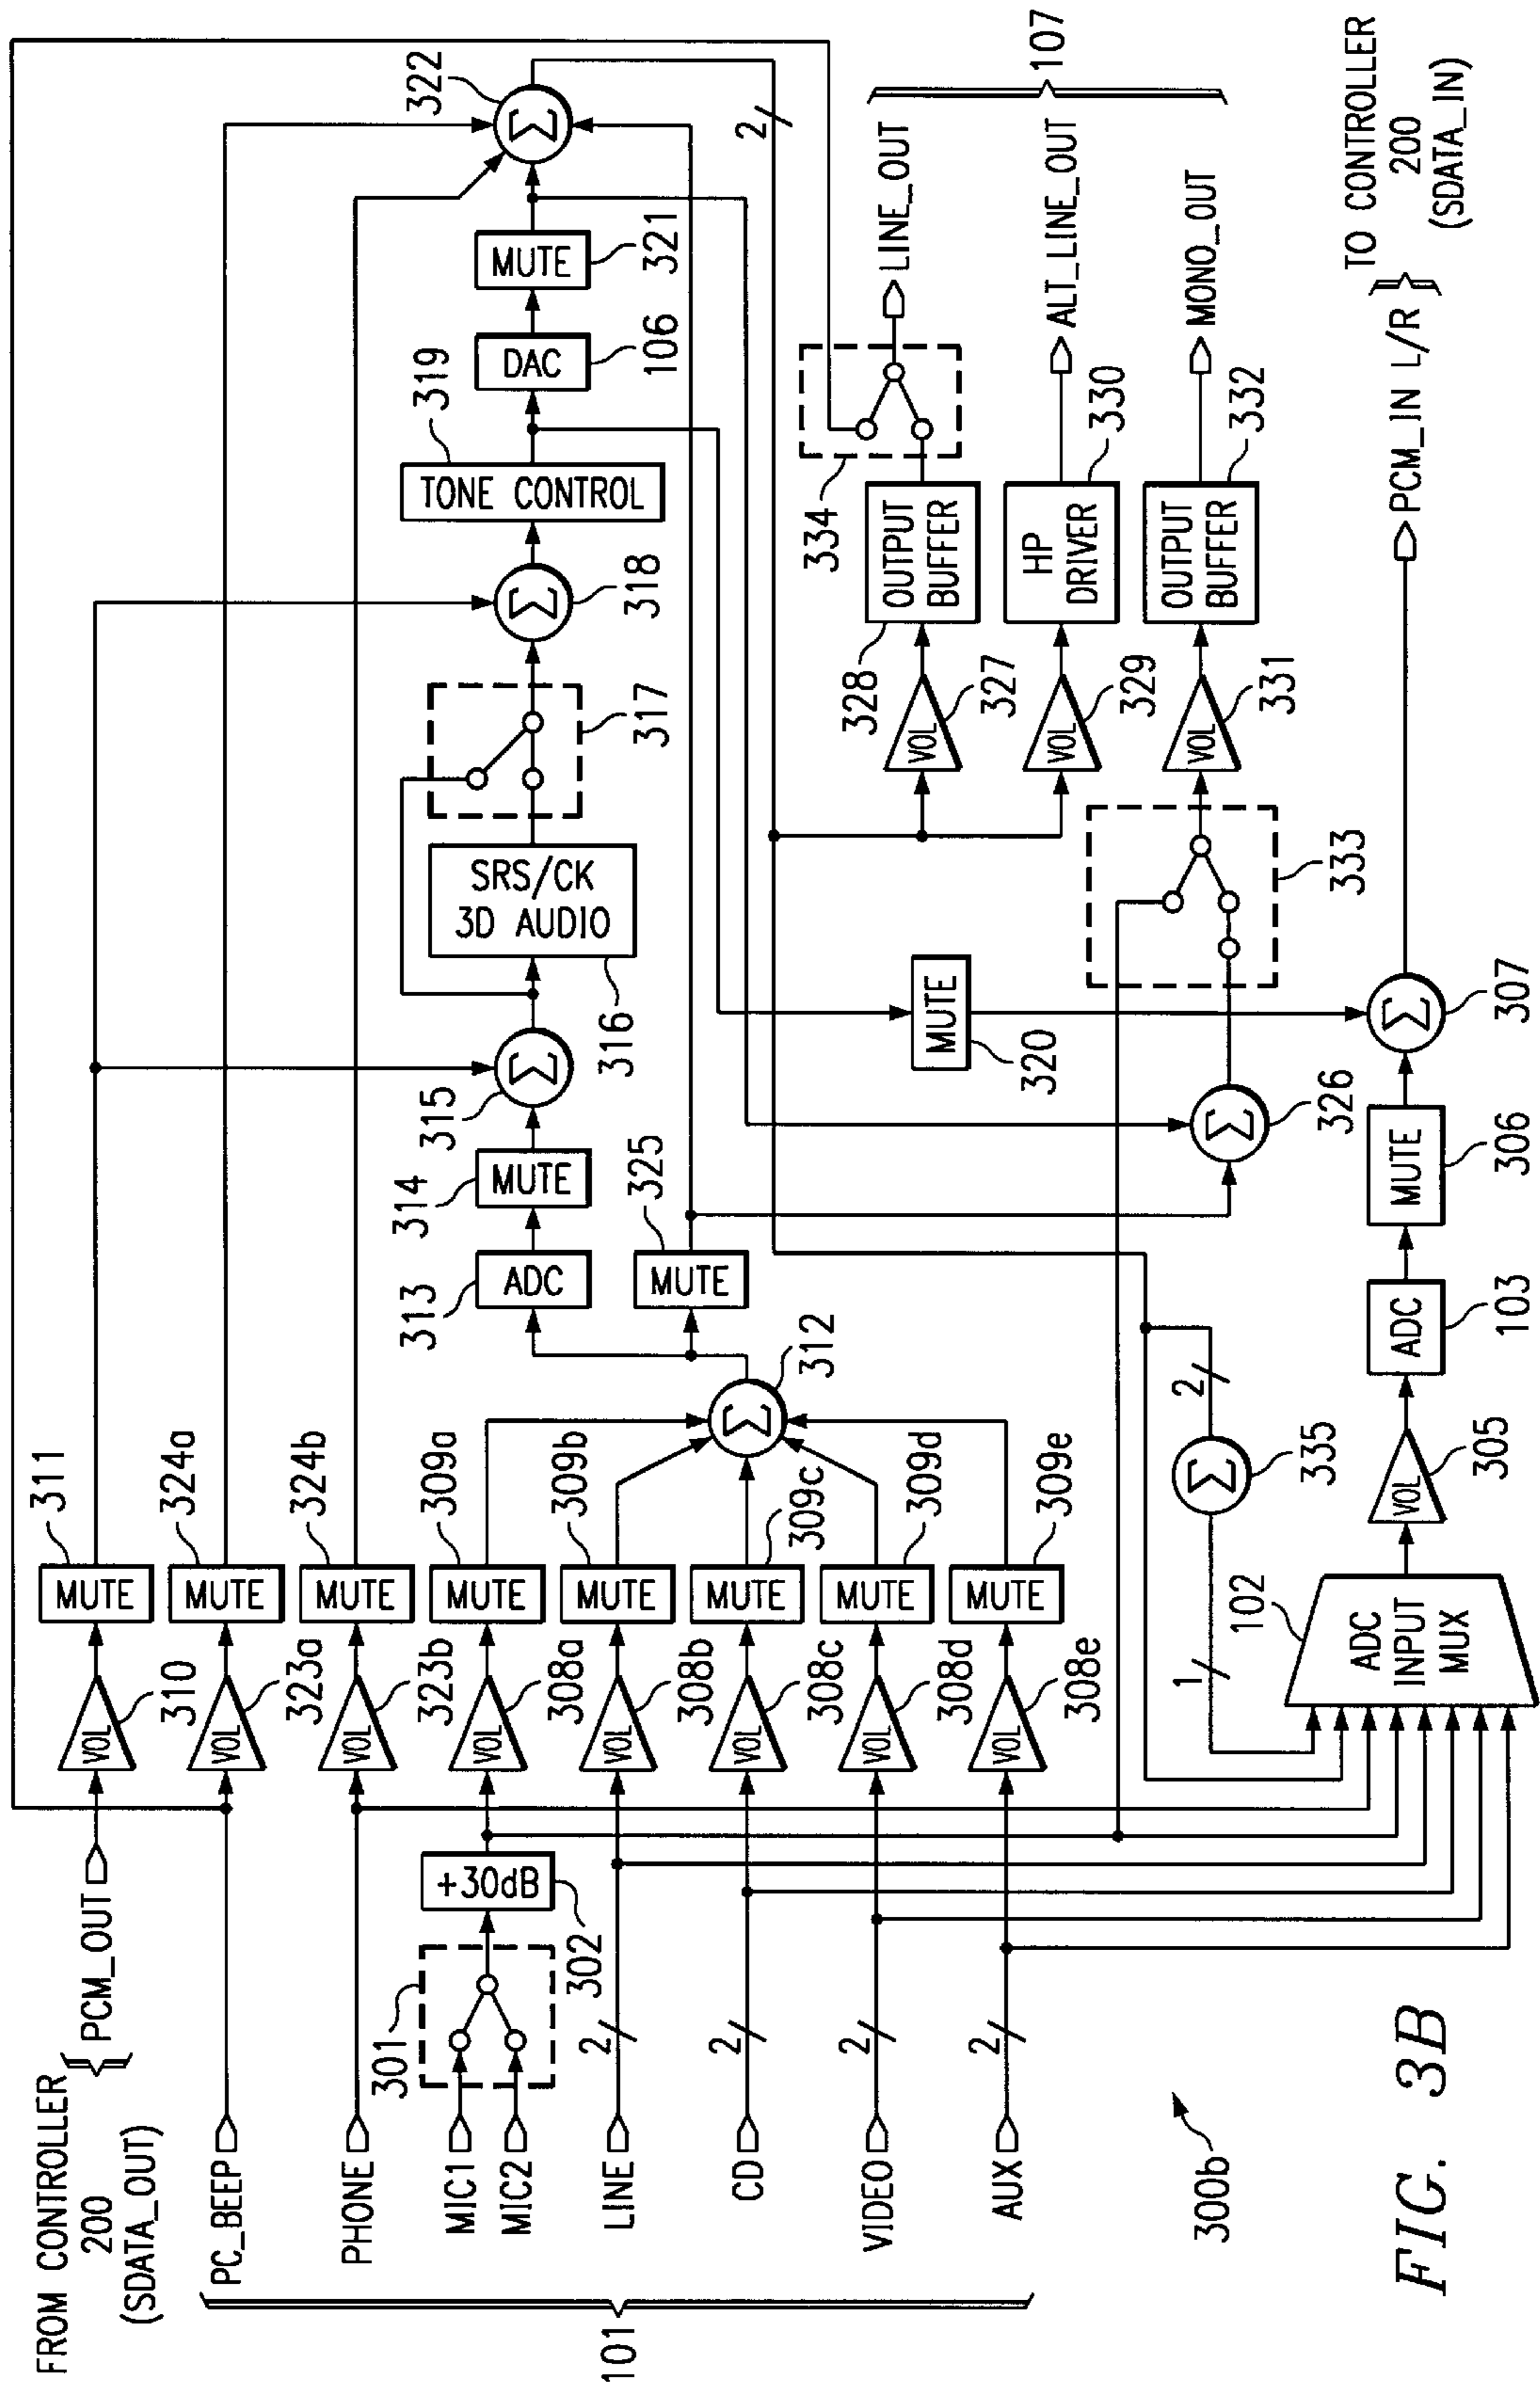 FROM CONTROLLER
200
(SDATA_OUT)
PCM_OUT
PC_BEEP
PHONE
MIC1
MIC2
LINE
CD
VIDEO
AUX
101
301
+30dB
302
2
2
2
2
VOL
310
VOL
323a
VOL
323b
VOL
308a
VOL
308b
VOL
308c
VOL
308d
VOL
308e
MUTE
311
MUTE
324a
MUTE
324b
MUTE
309a
MUTE
309b
MUTE
309c
MUTE
309d
MUTE
309e
Σ
312
ADC
313
MUTE
314
MUTE
325
Σ
315
SRS/CK
3D AUDIO
316
317
Σ
318
TONE CONTROL
319
DAC
106
MUTE
321
Σ
322
2
MUTE
320
Σ
326
333
VOL
327
VOL
329
VOL
331
OUTPUT
BUFFER
328
HP
DRIVER
330
OUTPUT
BUFFER
332
334
LINE_OUT
ALT_LINE_OUT
MONO_OUT
107
1
Σ
335
2
ADC
INPUT
MUX
102
VOL
305
ADC
103
MUTE
306
Σ
307
PCM_IN L/R
TO CONTROLLER
200
(SDATA_IN)
300b
FIG. 3B